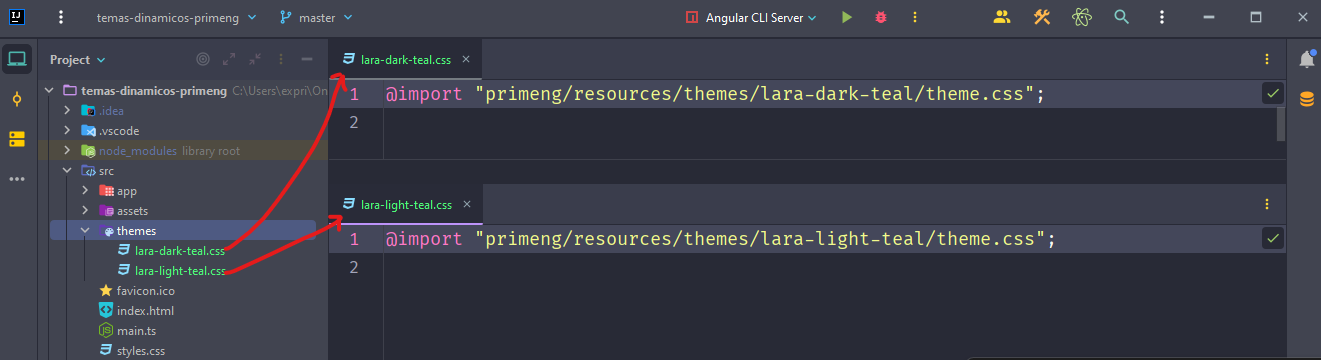 IJ temas-dinamicos-primeng master Angular CLI Server
Project
lara-dark-teal.css
temas-dinamicos-primeng C:\Users\expri\On
1 @import "primeng/resources/themes/lara-dark-teal/theme.css";
.idea
2
.vscode
node_modules library root
src
app
lara-light-teal.css
assets
themes
1 @import "primeng/resources/themes/lara-light-teal/theme.css";
lara-dark-teal.css
2
lara-light-teal.css
favicon.ico
index.html
main.ts
styles.css